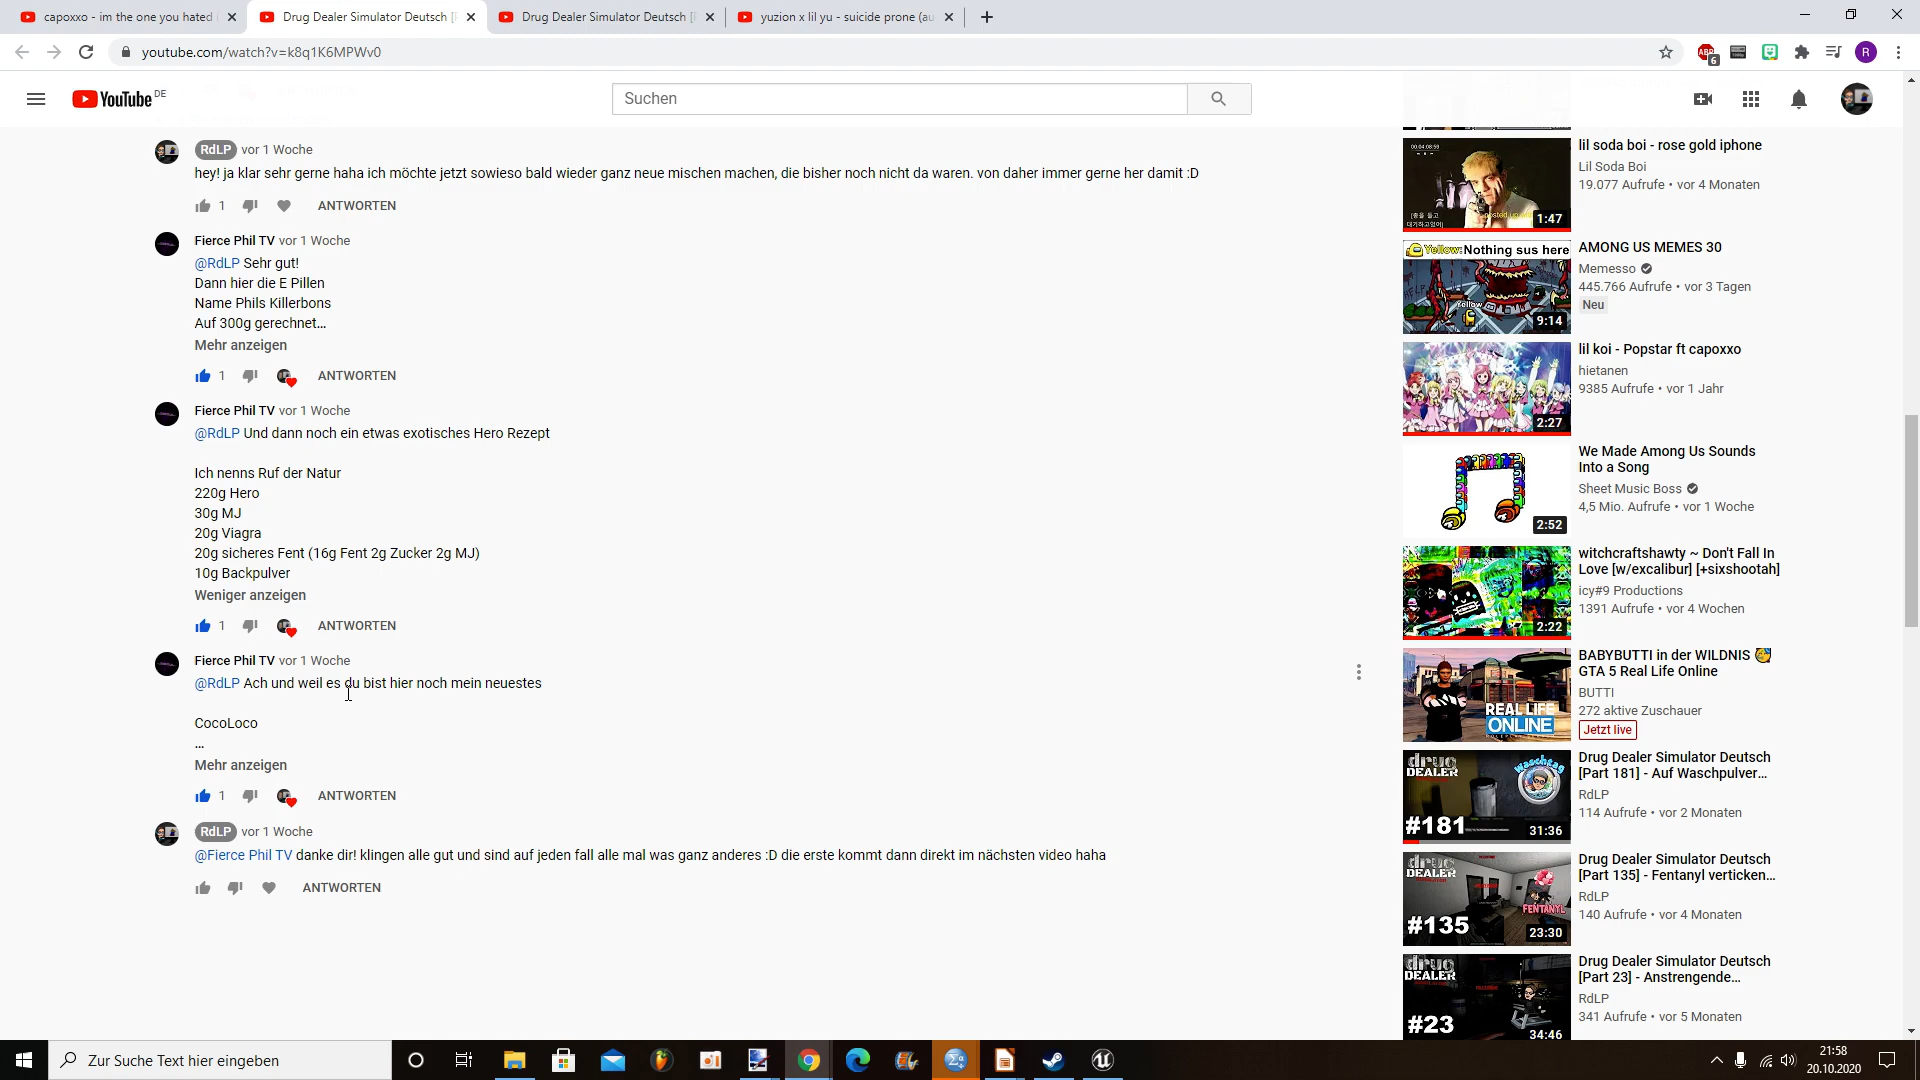 capoxxo - im the one you hated
Drug Dealer Simulator Deutsch [
Drug Dealer Simulator Deutsch [
yuzion x lil yu - suicide prone (au
youtube.com/watch?v=k8q1K6MPWv0
ABP
6
R
YouTube DE
Suchen
RdLP vor 1 Woche
hey! ja klar sehr gerne haha ich möchte jetzt sowieso bald wieder ganz neue mischen machen, die bisher noch nicht da waren. von daher immer gerne her damit :D
1 ANTWORTEN
Fierce Phil TV vor 1 Woche
@RdLP Sehr gut!
Dann hier die E Pillen
Name Phils Killerbons
Auf 300g gerechnet...
Mehr anzeigen
1 ANTWORTEN
Fierce Phil TV vor 1 Woche
@RdLP Und dann noch ein etwas exotisches Hero Rezept
Ich nenns Ruf der Natur
220g Hero
30g MJ
20g Viagra
20g sicheres Fent (16g Fent 2g Zucker 2g MJ)
10g Backpulver
Weniger anzeigen
1 ANTWORTEN
Fierce Phil TV vor 1 Woche
@RdLP Ach und weil es du bist hier noch mein neuestes
CocoLoco
...
Mehr anzeigen
1 ANTWORTEN
RdLP vor 1 Woche
@Fierce Phil TV danke dir! klingen alle gut und sind auf jeden fall alle mal was ganz anderes :D die erste kommt dann direkt im nächsten video haha
ANTWORTEN
1:47
lil soda boi - rose gold iphone
Lil Soda Boi
19.077 Aufrufe • vor 4 Monaten
Yellow: Nothing sus here
Yellow
9:14
AMONG US MEMES 30
Memesso
445.766 Aufrufe • vor 3 Tagen
Neu
2:27
lil koi - Popstar ft capoxxo
hietanen
9385 Aufrufe • vor 1 Jahr
2:52
We Made Among Us Sounds
Into a Song
Sheet Music Boss
4,5 Mio. Aufrufe • vor 1 Woche
2:22
witchcraftshawty ~ Don't Fall In
Love [w/excalibur] [+sixshootah]
icy#9 Productions
1391 Aufrufe • vor 4 Wochen
REAL LIFE
ONLINE
BABYBUTTI in der WILDNIS 🥳
GTA 5 Real Life Online
BUTTI
272 aktive Zuschauer
Jetzt live
drug
DEALER
Waschtag
#181
31:36
Drug Dealer Simulator Deutsch
[Part 181] - Auf Waschpulver...
RdLP
114 Aufrufe • vor 2 Monaten
drug
DEALER
FENTANYL
#135
23:30
Drug Dealer Simulator Deutsch
[Part 135] - Fentanyl verticken...
RdLP
140 Aufrufe • vor 4 Monaten
drug
DEALER
#23
34:46
Drug Dealer Simulator Deutsch
[Part 23] - Anstrengende...
RdLP
341 Aufrufe • vor 5 Monaten
Zur Suche Text hier eingeben
21:58
20.10.2020